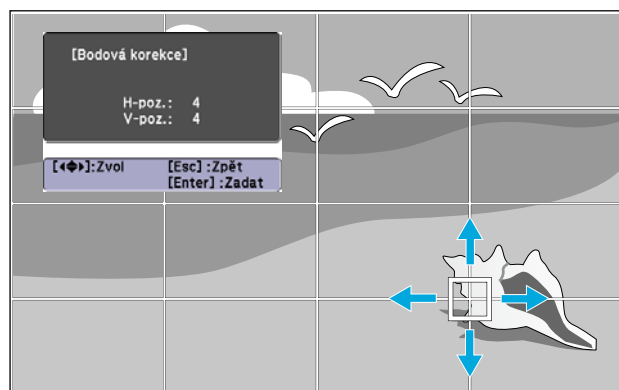 [Bodová korekce]
H-poz.: 4
V-poz.: 4
[◂◆▸]:Zvol [Esc] :Zpět
[Enter] :Zadat